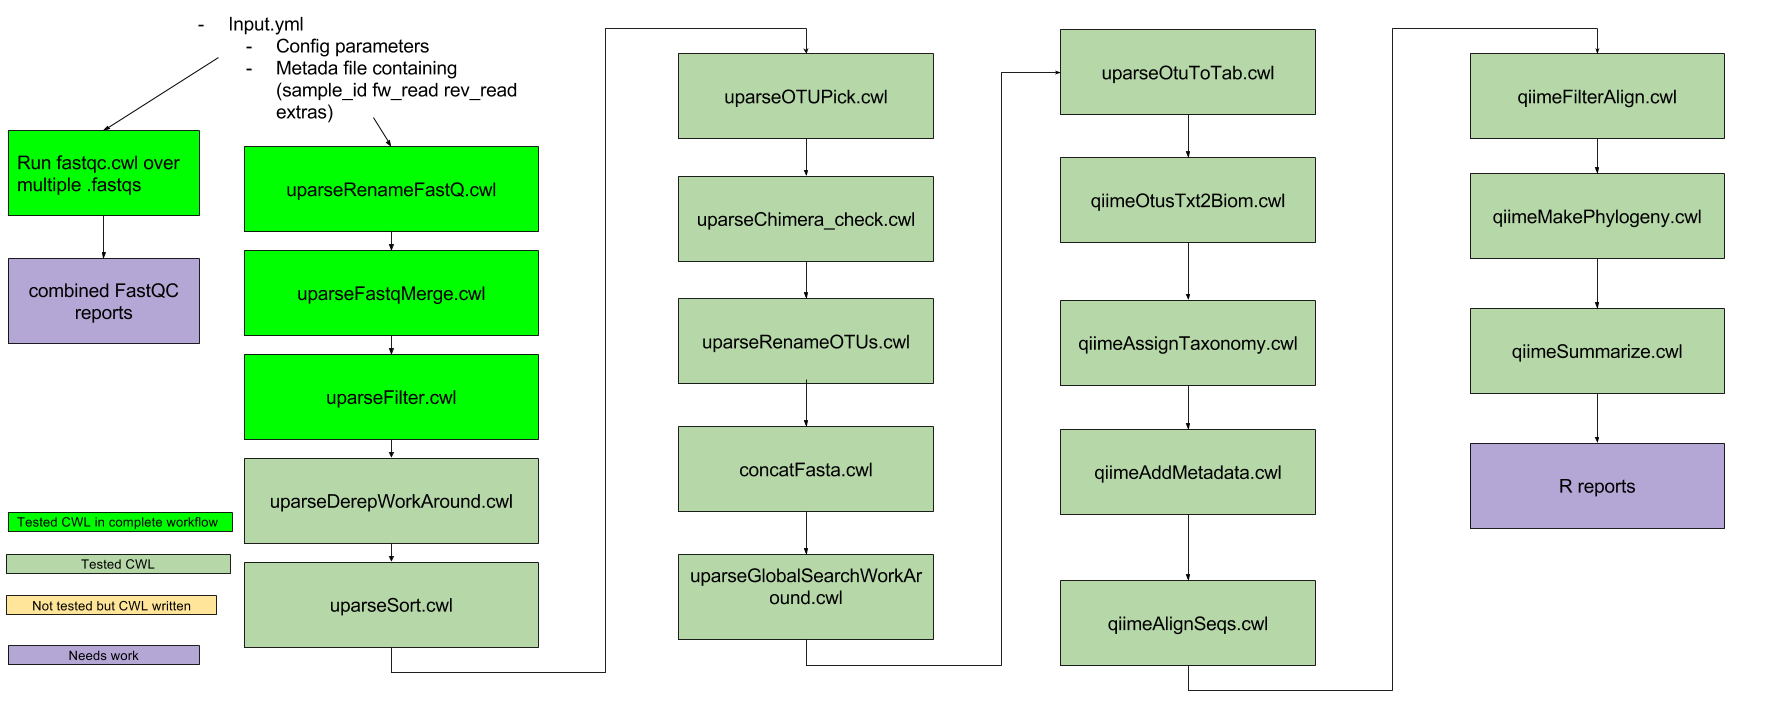 - Input.yml
- Config parameters
- Metada file containing
(sample_id fw_read rev_read
extras)
Run fastqc.cwl over
multiple .fastqs
combined FastQC
reports
uparseRenameFastQ.cwl
uparseFastqMerge.cwl
uparseFilter.cwl
uparseDerepWorkAround.cwl
uparseSort.cwl
uparseOTUPick.cwl
uparseChimera_check.cwl
uparseRenameOTUs.cwl
concatFasta.cwl
uparseGlobalSearchWorkAr
ound.cwl
uparseOtuToTab.cwl
qiimeOtusTxt2Biom.cwl
qiimeAssignTaxonomy.cwl
qiimeAddMetadata.cwl
qiimeAlignSeqs.cwl
qiimeFilterAlign.cwl
qiimeMakePhylogeny.cwl
qiimeSummarize.cwl
R reports
Tested CWL in complete workflow
Tested CWL
Not tested but CWL written
Needs work